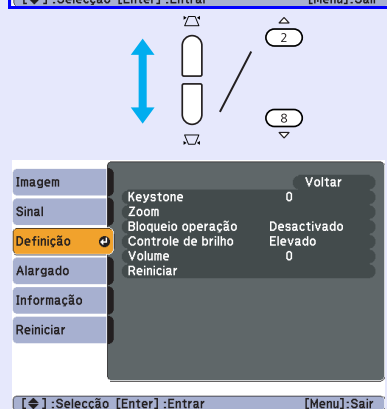 [◆] :Selecção [Enter] :Entrar [Menu]:Sair
2
8
Imagem
Sinal
Definição
Alargado
Informação
Reiniciar
Voltar
Keystone 0
Zoom
Bloqueio operação Desactivado
Controle de brilho Elevado
Volume 0
Reiniciar
[◆] :Selecção [Enter] :Entrar [Menu]:Sair